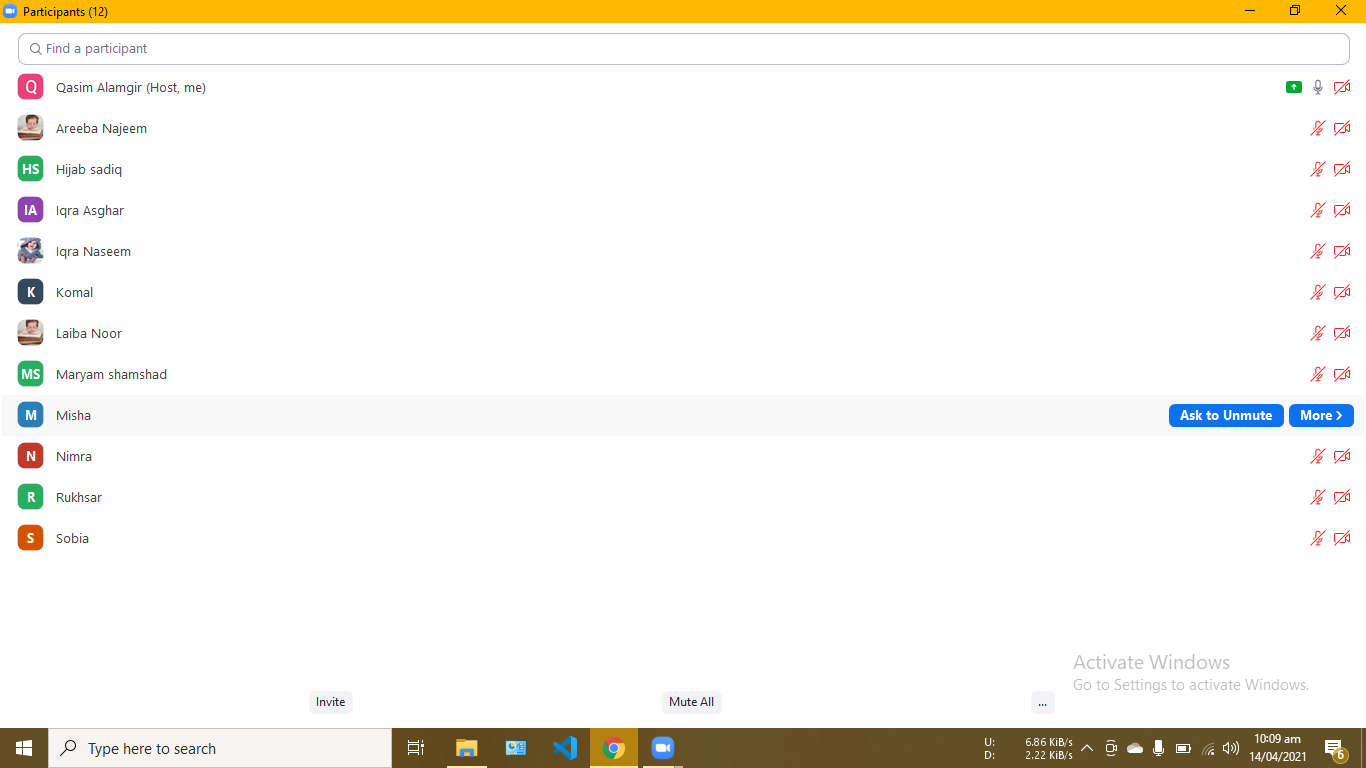 Participants (12)
Find a participant
Q Qasim Alamgir (Host, me)
Areeba Najeem
HS Hijab sadiq
IA Iqra Asghar
Iqra Naseem
K Komal
Laiba Noor
MS Maryam shamshad
M Misha Ask to Unmute More >
N Nimra
R Rukhsar
S Sobia
Activate Windows
Go to Settings to activate Windows.
Invite Mute All ...
Type here to search
U: 6.86 KiB/s
D: 2.22 KiB/s
10:09 am
14/04/2021
6